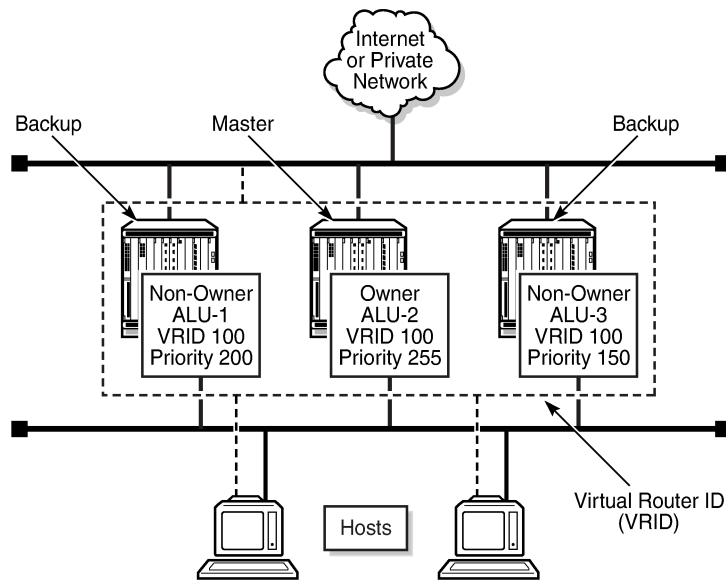 Internet
or Private
Network
Backup
Master
Backup
Non-Owner
ALU-1
VRID 100
Priority 200
Owner
ALU-2
VRID 100
Priority 255
Non-Owner
ALU-3
VRID 100
Priority 150
Virtual Router ID
(VRID)
Hosts